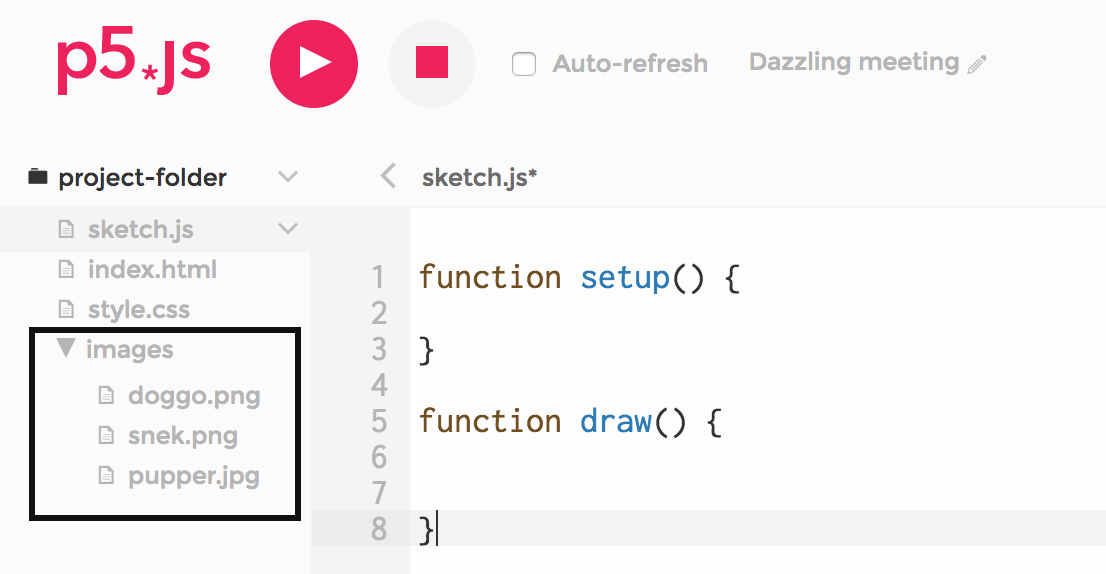 p5*js
Auto-refresh
Dazzling meeting
project-folder
sketch.js
index.html
style.css
images
doggo.png
snek.png
pupper.jpg
sketch.js*
1 function setup() {
2
3 }
4
5 function draw() {
6
7
8 }